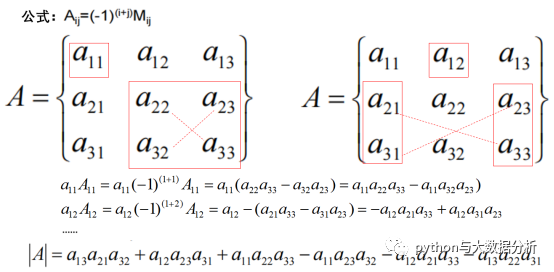 公式: Aij=(-1)^(i+j)Mij
A = { a11 a12 a13 A = { a11 a12 a13
a21 a22 a23 a21 a22 a23
a31 a32 a33 } a31 a32 a33 }
a11A11 = a11(-1)^(1+1)A11 = a11(a22a33 − a32a23) = a11a22a33 − a11a32a23)
a12A12 = a12(-1)^(1+2)A12 = a12 − (a21a33 − a31a23) = −a12a21a33 + a12a31a23
......
|A| = a13a21a32 + a12a23a31 + a11a22a33 − a11a23a32 − a12a21a33 − a13a22a31
python与大数据分析